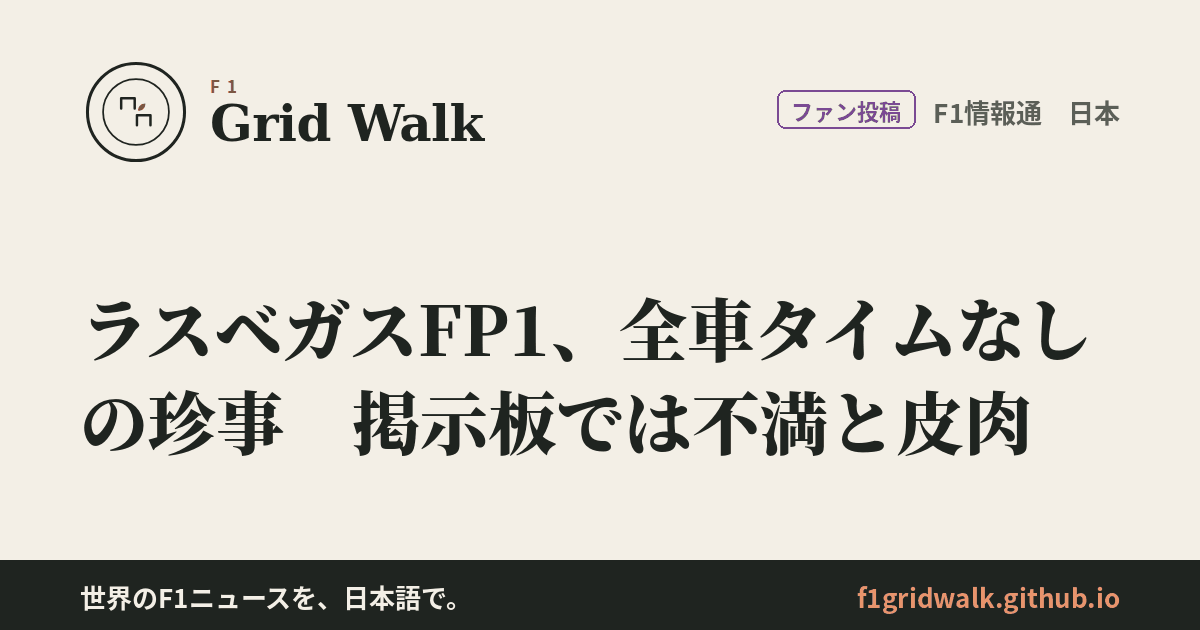 F1
Grid Walk
ファン投稿 F1情報通　日本
ラスベガスFP1、全車タイムなし
の珍事　掲示板では不満と皮肉
世界のF1ニュースを、日本語で。
f1gridwalk.github.io